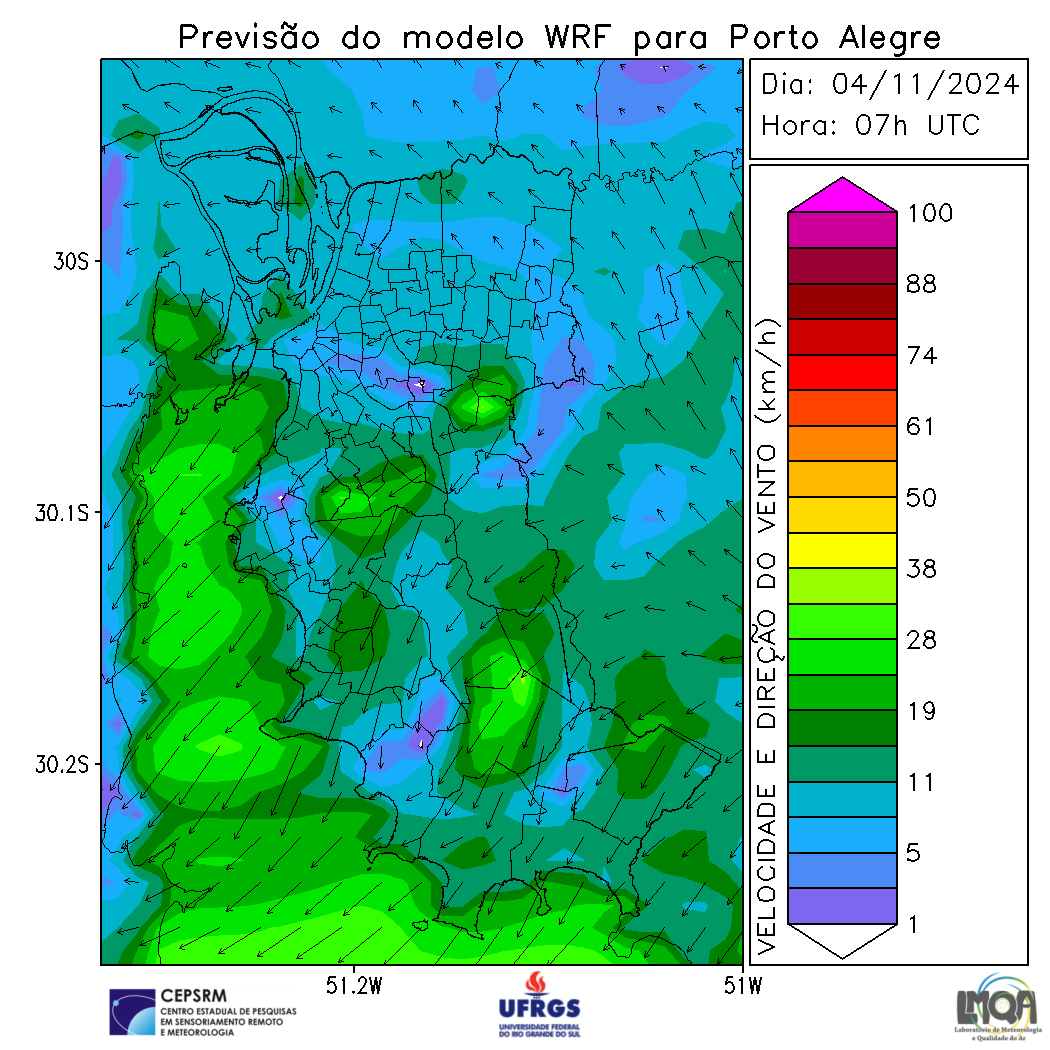 Previsão do modelo WRF para Porto Alegre
Dia: 04/11/2024
Hora: 07h UTC
30S
30.1S
30.2S
51.2W
51W
VELOCIDADE E DIREÇÃO DO VENTO (km/h)
100
88
74
61
50
38
28
19
11
5
1
CEPSRM
CENTRO ESTADUAL DE PESQUISAS
EM SENSORIAMENTO REMOTO
E METEOROLOGIA
UFRGS
UNIVERSIDADE FEDERAL
DO RIO GRANDE DO SUL
LMQA
Laboratório de Meteorologia
e Qualidade do Ar